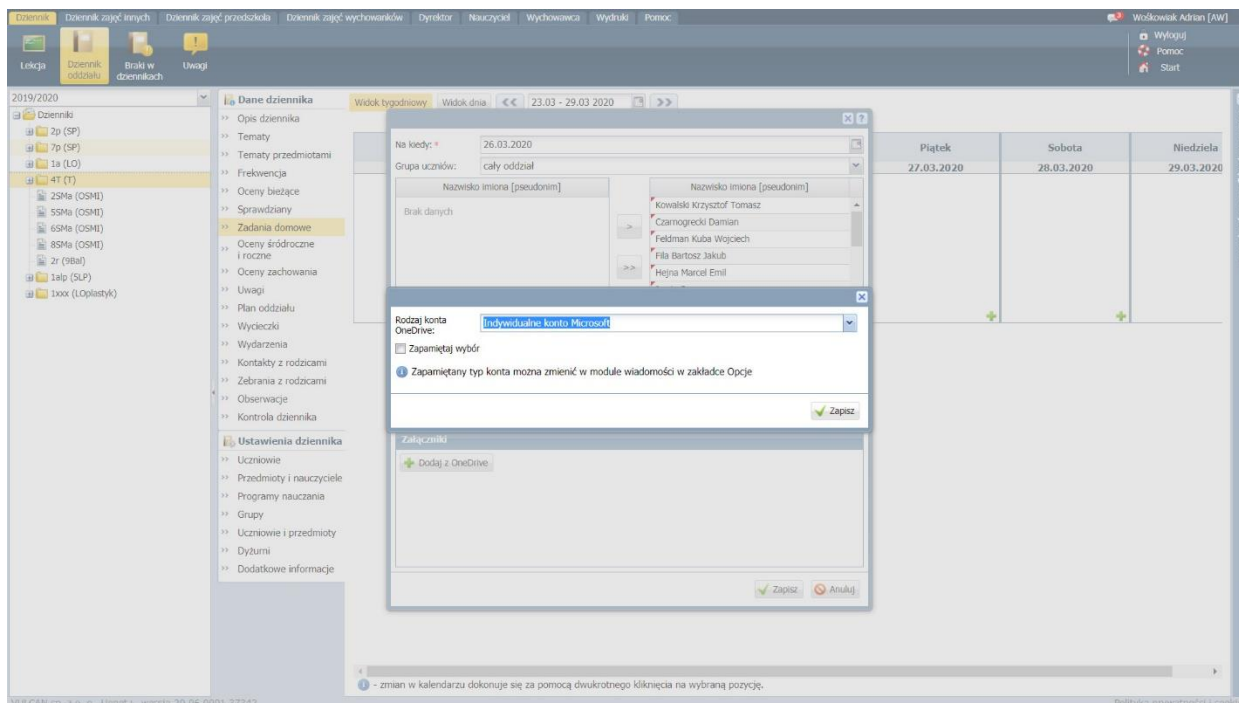 Dziennik Dziennik zajęć innych Dziennik zajęć przedszkola Dziennik zajęć wychowanków Dyrektor Nauczyciel Wychowawca Wydruki Pomoc Wośkowiak Adrian [AW]
Lekcja
Dziennik oddziału
Braki w dziennikach
Uwagi
Wyloguj
Pomoc
Start
2019/2020
Dzienniki
2p (SP)
7p (SP)
1a (LO)
4T (T)
2SMa (OSMI)
5SMa (OSMI)
6SMa (OSMI)
8SMa (OSMI)
2r (9Bal)
1alp (SLP)
1xxx (LOplastyk)
Dane dziennika
>> Opis dziennika
>> Tematy
>> Tematy przedmiotami
>> Frekwencja
>> Oceny bieżące
>> Sprawdziany
>> Zadania domowe
>> Oceny śródroczne
i roczne
>> Oceny zachowania
>> Uwagi
>> Plan oddziału
>> Wycieczki
>> Wydarzenia
>> Kontakty z rodzicami
>> Zebrania z rodzicami
>> Obserwacje
>> Kontrola dziennika
Ustawienia dziennika
>> Uczniowie
>> Przedmioty i nauczyciele
>> Programy nauczania
>> Grupy
>> Uczniowie i przedmioty
>> Dyżurni
>> Dodatkowe informacje
Widok tygodniowy Widok dnia << 23.03 - 29.03 2020 >>
Piątek Sobota Niedziela
27.03.2020 28.03.2020 29.03.2020
Na kiedy: * 26.03.2020
Grupa uczniów: cały oddział
Nazwisko imiona [pseudonim] Nazwisko imiona [pseudonim]
Brak danych
>
>>
Kowalski Krzysztof Tomasz
Czarnogrecki Damian
Feldman Kuba Wojciech
Fila Bartosz Jakub
Hejna Marcel Emil
Rodzaj konta
OneDrive:
Indywidualne konto Microsoft
Zapamiętaj wybór
Zapamiętany typ konta można zmienić w module wiadomości w zakładce Opcje
Zapisz
Załączniki
Dodaj z OneDrive
Zapisz Anuluj
- zmian w kalendarzu dokonuje się za pomocą dwukrotnego kliknięcia na wybraną pozycję.